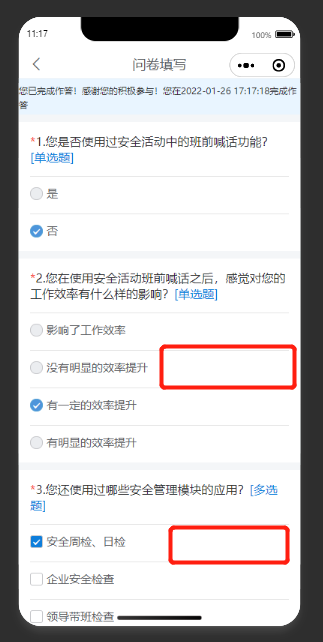 11:17
100%
问卷填写
您已完成作答！感谢您的积极参与！您在2022-01-26 17:17:18完成作
答
*1.您是否使用过安全活动中的班前喊话功能？
[单选题]
是
否
*2.您在使用安全活动班前喊话之后，感觉对您的
工作效率有什么样的影响？[单选题]
影响了工作效率
没有明显的效率提升
有一定的效率提升
有明显的效率提升
*3.您还使用过哪些安全管理模块的应用？[多选
题]
安全周检、日检
企业安全检查
领导带班检查